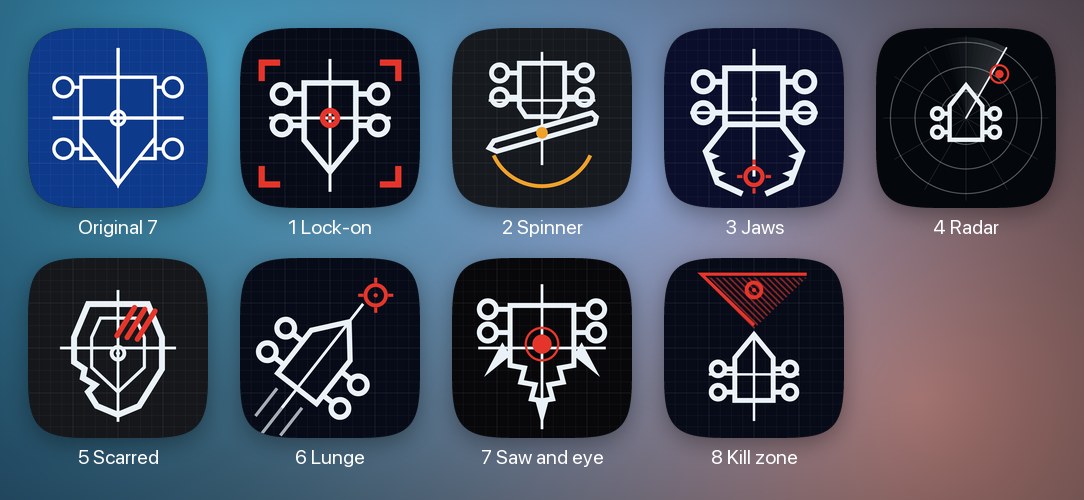 Original 7
1 Lock-on
2 Spinner
3 Jaws
4 Radar
5 Scarred
6 Lunge
7 Saw and eye
8 Kill zone